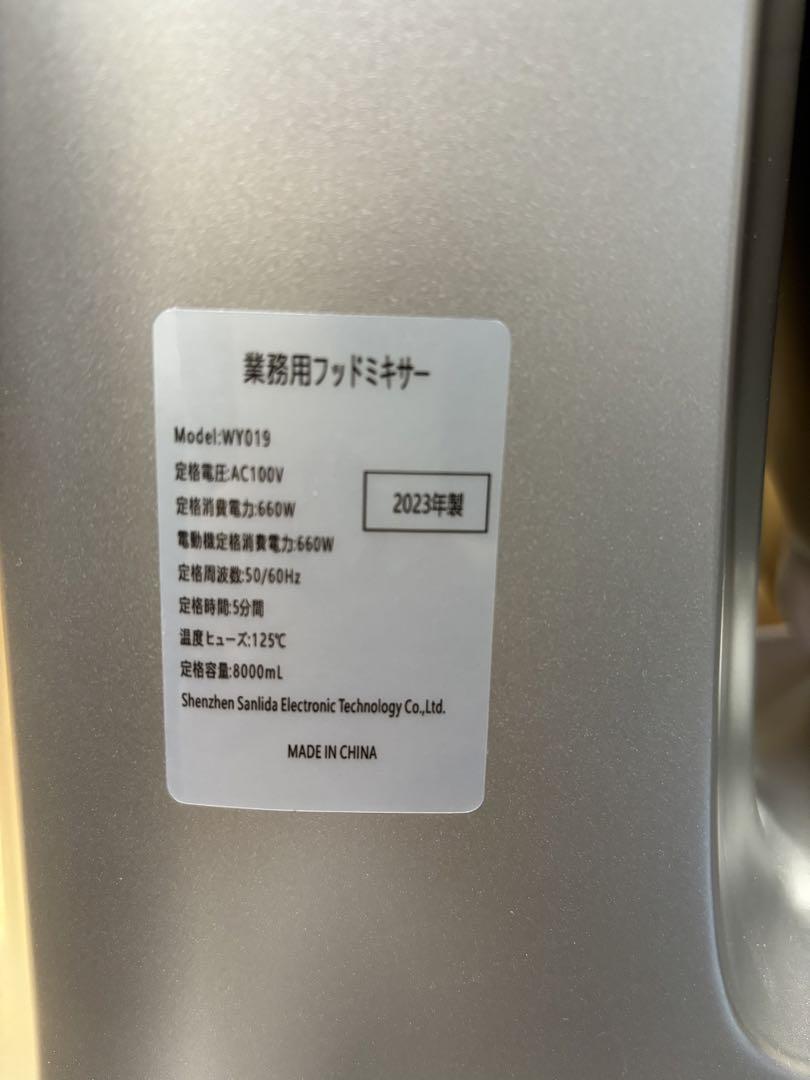 業務用フッドミキサー
Model:WY019
定格電圧:AC100V
定格消費電力:660W
2023年製
電動機定格消費電力:660W
定格周波数:50/60Hz
定格時間:5分間
温度ヒューズ:125℃
定格容量:8000mL
Shenzhen Sanlida Electronic Technology Co.,Ltd.
MADE IN CHINA